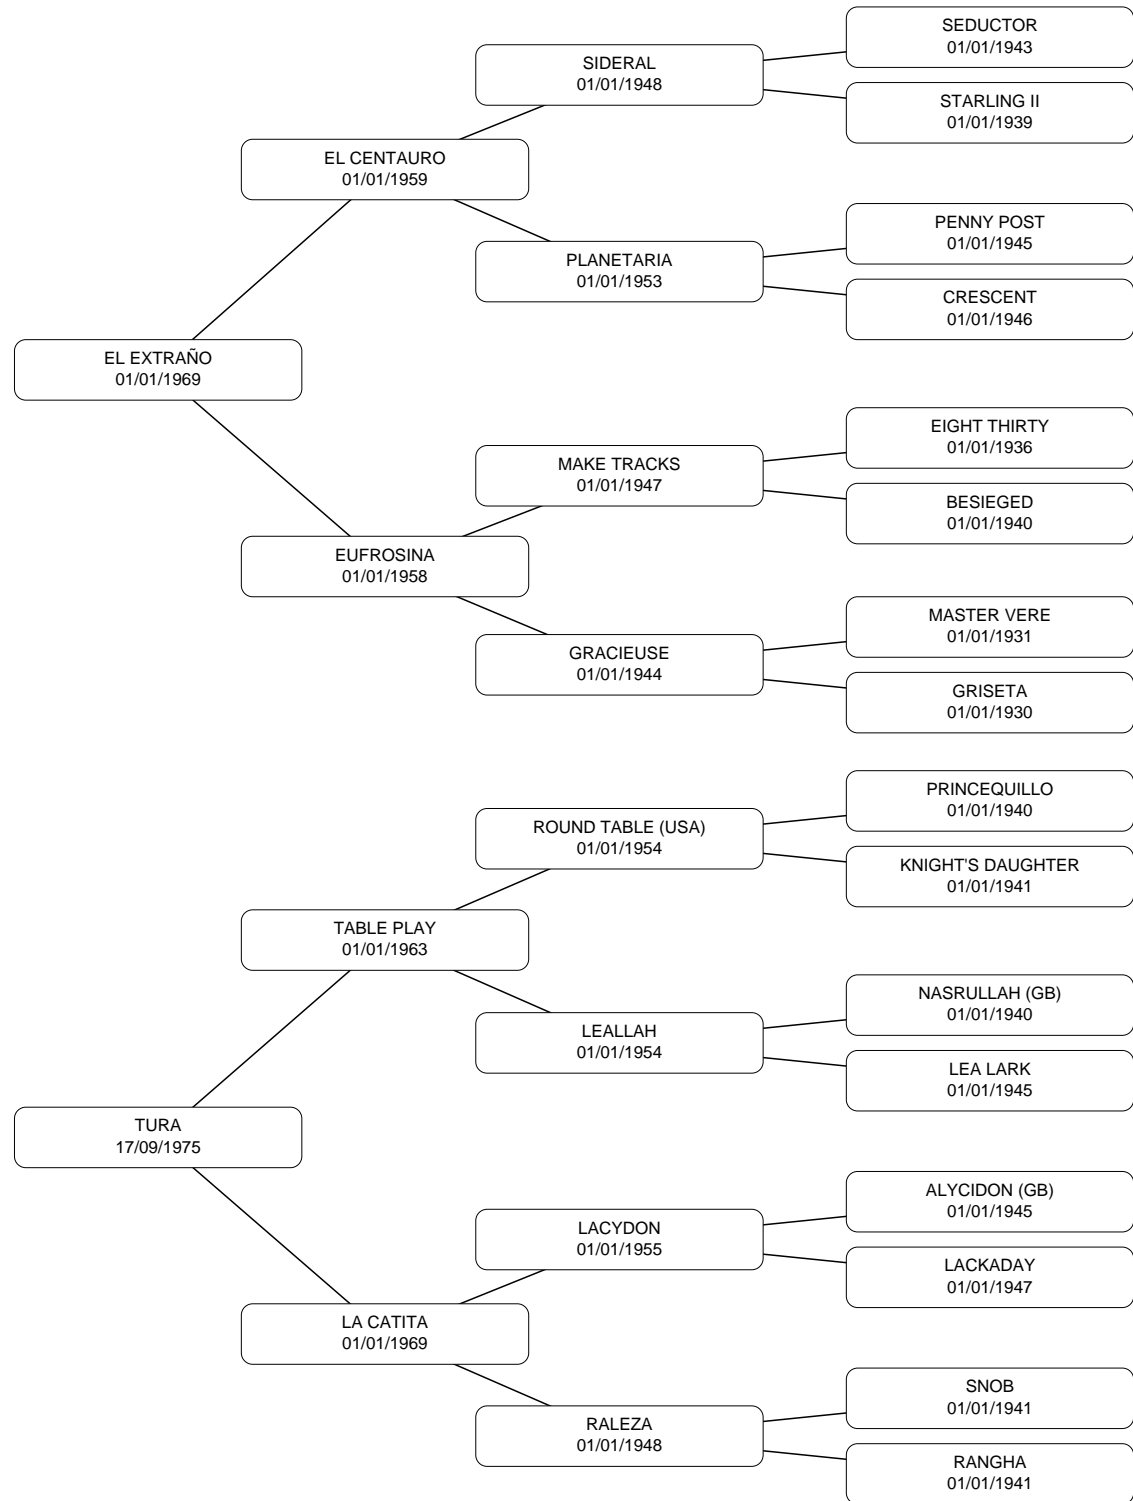 SEDUCTOR
01/01/1943
SIDERAL
01/01/1948
STARLING II
01/01/1939
EL CENTAURO
01/01/1959
PENNY POST
01/01/1945
PLANETARIA
01/01/1953
CRESCENT
01/01/1946
EL EXTRAÑO
01/01/1969
EIGHT THIRTY
01/01/1936
MAKE TRACKS
01/01/1947
BESIEGED
01/01/1940
EUFROSINA
01/01/1958
MASTER VERE
01/01/1931
GRACIEUSE
01/01/1944
GRISETA
01/01/1930
PRINCEQUILLO
01/01/1940
ROUND TABLE (USA)
01/01/1954
KNIGHT'S DAUGHTER
01/01/1941
TABLE PLAY
01/01/1963
NASRULLAH (GB)
01/01/1940
LEALLAH
01/01/1954
LEA LARK
01/01/1945
TURA
17/09/1975
ALYCIDON (GB)
01/01/1945
LACYDON
01/01/1955
LACKADAY
01/01/1947
LA CATITA
01/01/1969
SNOB
01/01/1941
RALEZA
01/01/1948
RANGHA
01/01/1941